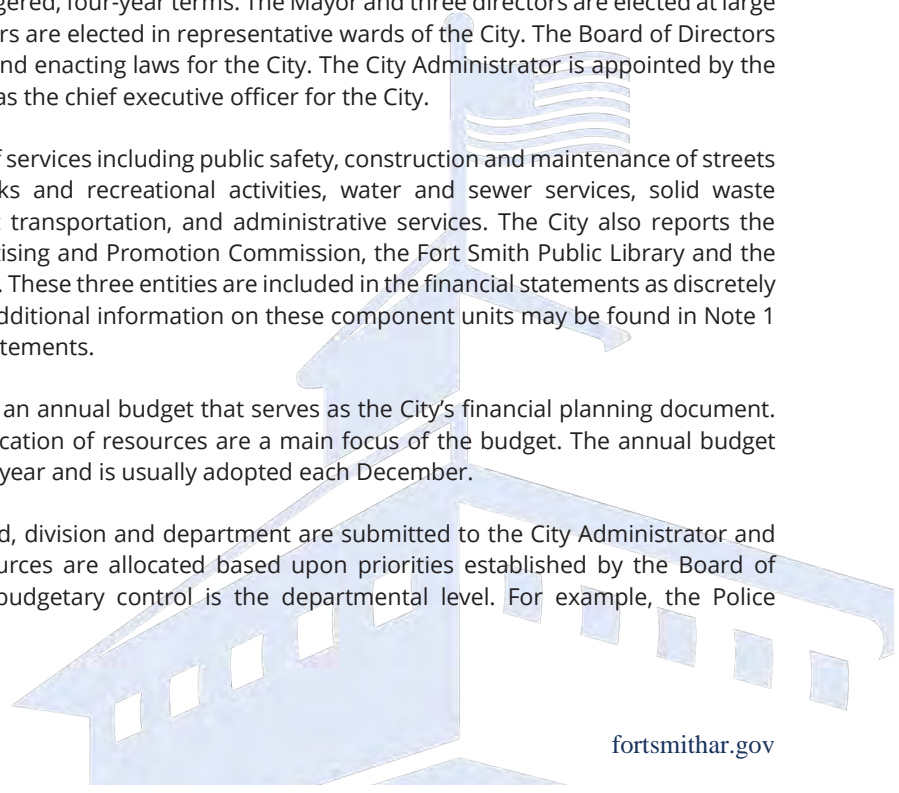 gered, four-year terms. The Mayor and three directors are elected at large
rs are elected in representative wards of the City. The Board of Directors
nd enacting laws for the City. The City Administrator is appointed by the
as the chief executive officer for the City.
f services including public safety, construction and maintenance of streets
ks and recreational activities, water and sewer services, solid waste
transportation, and administrative services. The City also reports the
tising and Promotion Commission, the Fort Smith Public Library and the
. These three entities are included in the financial statements as discretely
dditional information on these component units may be found in Note 1
tements.
an annual budget that serves as the City's financial planning document.
cation of resources are a main focus of the budget. The annual budget
year and is usually adopted each December.
d, division and department are submitted to the City Administrator and
urces are allocated based upon priorities established by the Board of
budgetary control is the departmental level. For example, the Police
fortsmithar.gov